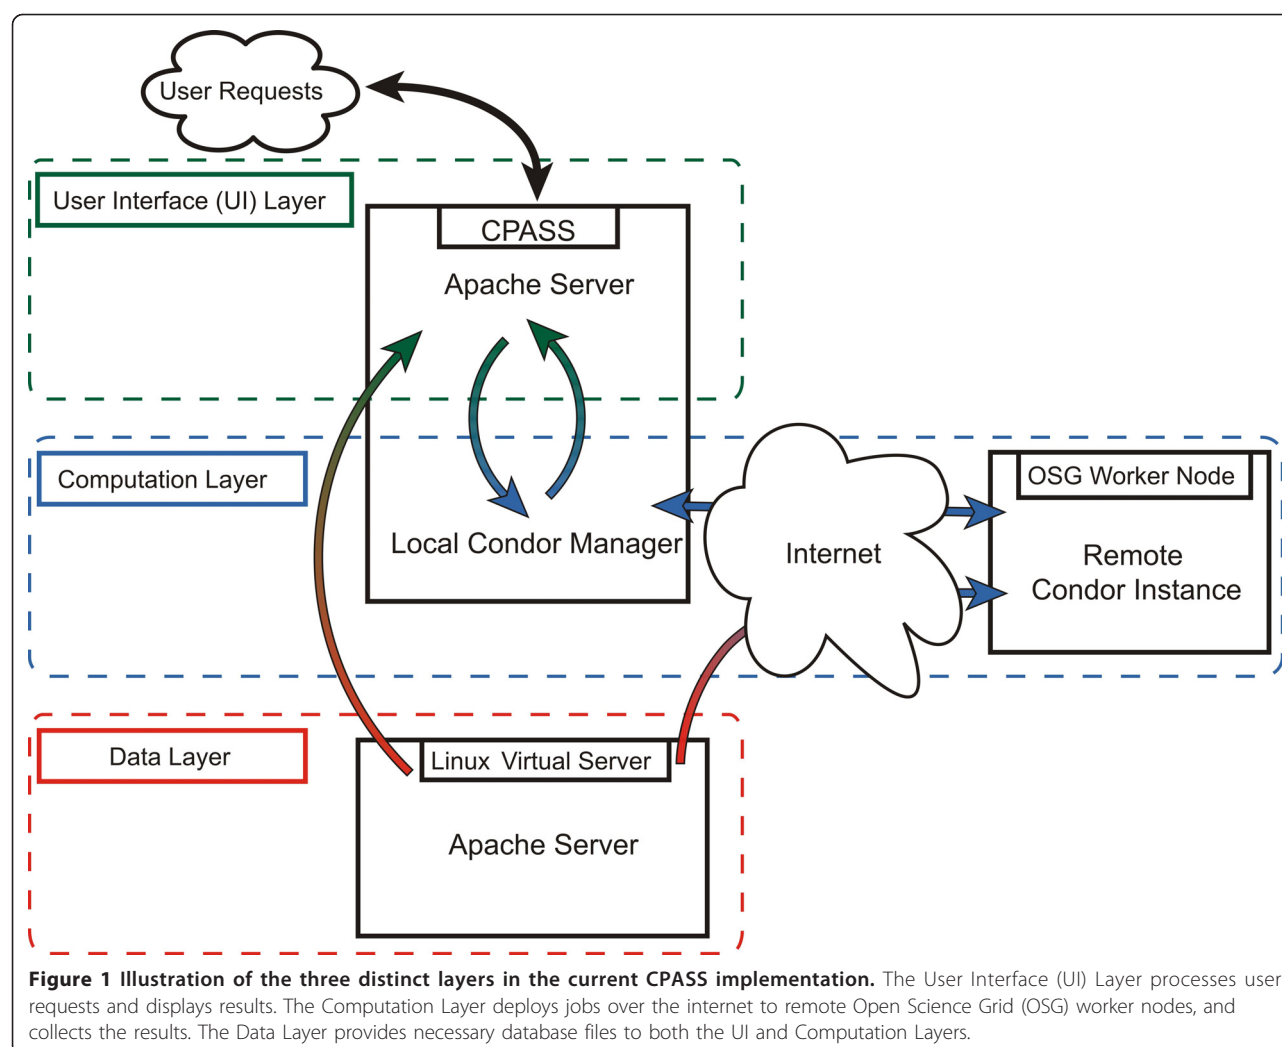 User Requests
User Interface (UI) Layer
CPASS
Apache Server
Computation Layer
Local Condor Manager
Internet
OSG Worker Node
Remote
Condor Instance
Data Layer
Linux Virtual Server
Apache Server
Figure 1 Illustration of the three distinct layers in the current CPASS implementation. The User Interface (UI) Layer processes user
requests and displays results. The Computation Layer deploys jobs over the internet to remote Open Science Grid (OSG) worker nodes, and
collects the results. The Data Layer provides necessary database files to both the UI and Computation Layers.